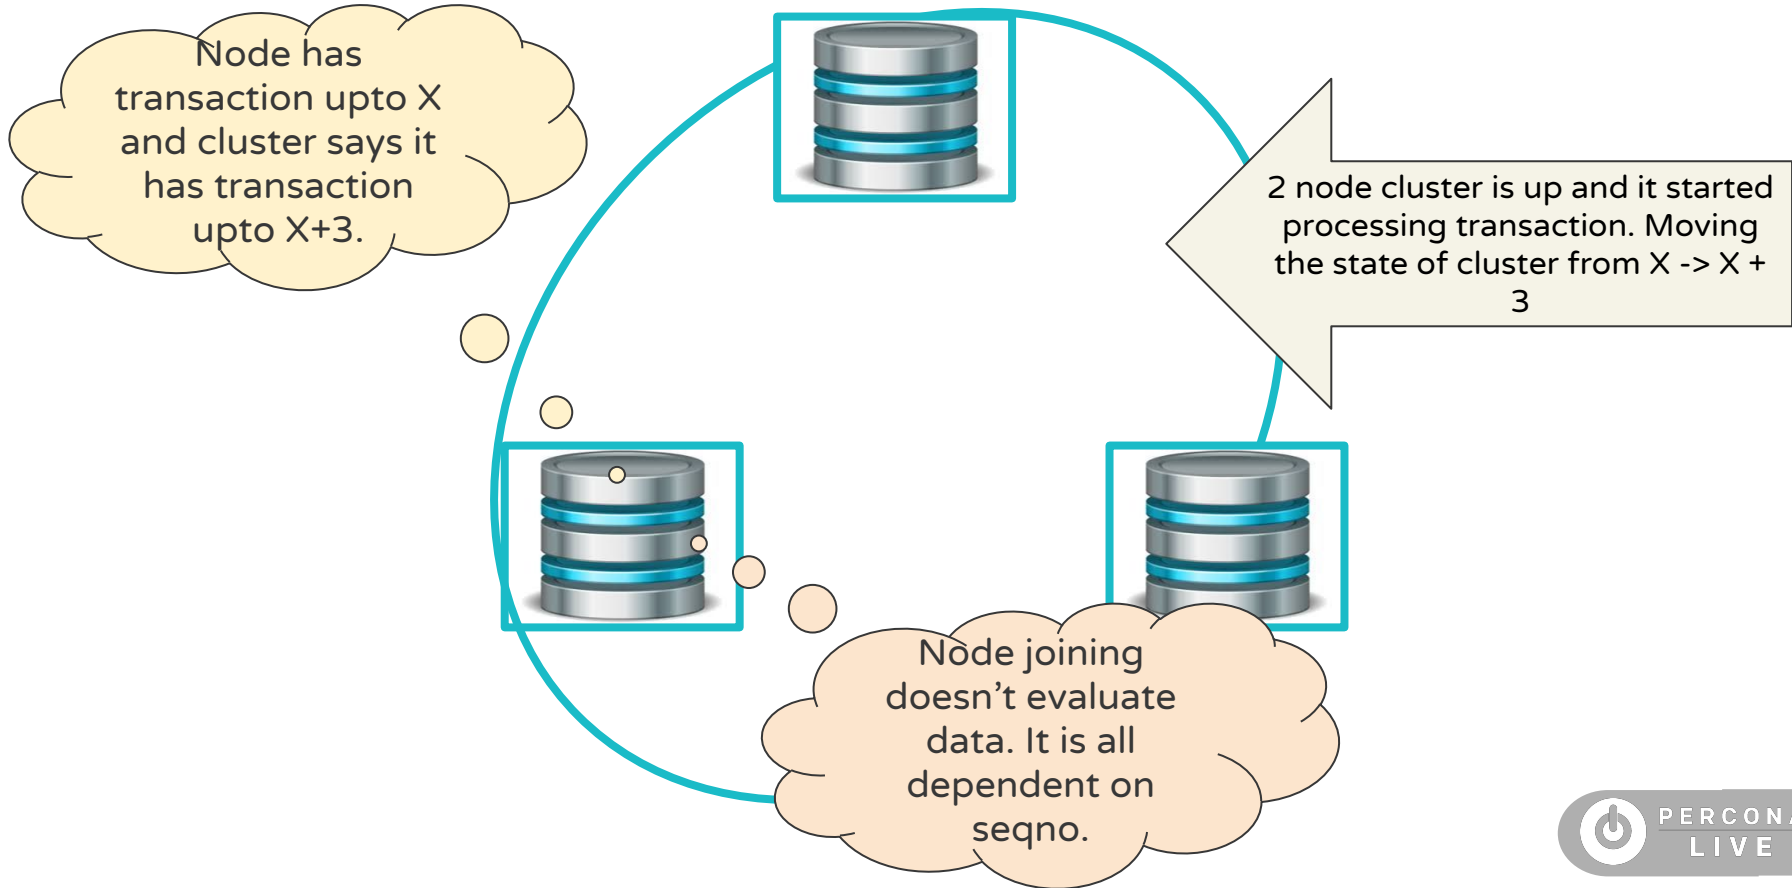 Node has
transaction upto X
and cluster says it
has transaction
upto X+3.
2 node cluster is up and it started
processing transaction. Moving
the state of cluster from X -> X +
3
Node joining
doesn’t evaluate
data. It is all
dependent on
seqno.
PERCONA
LIVE